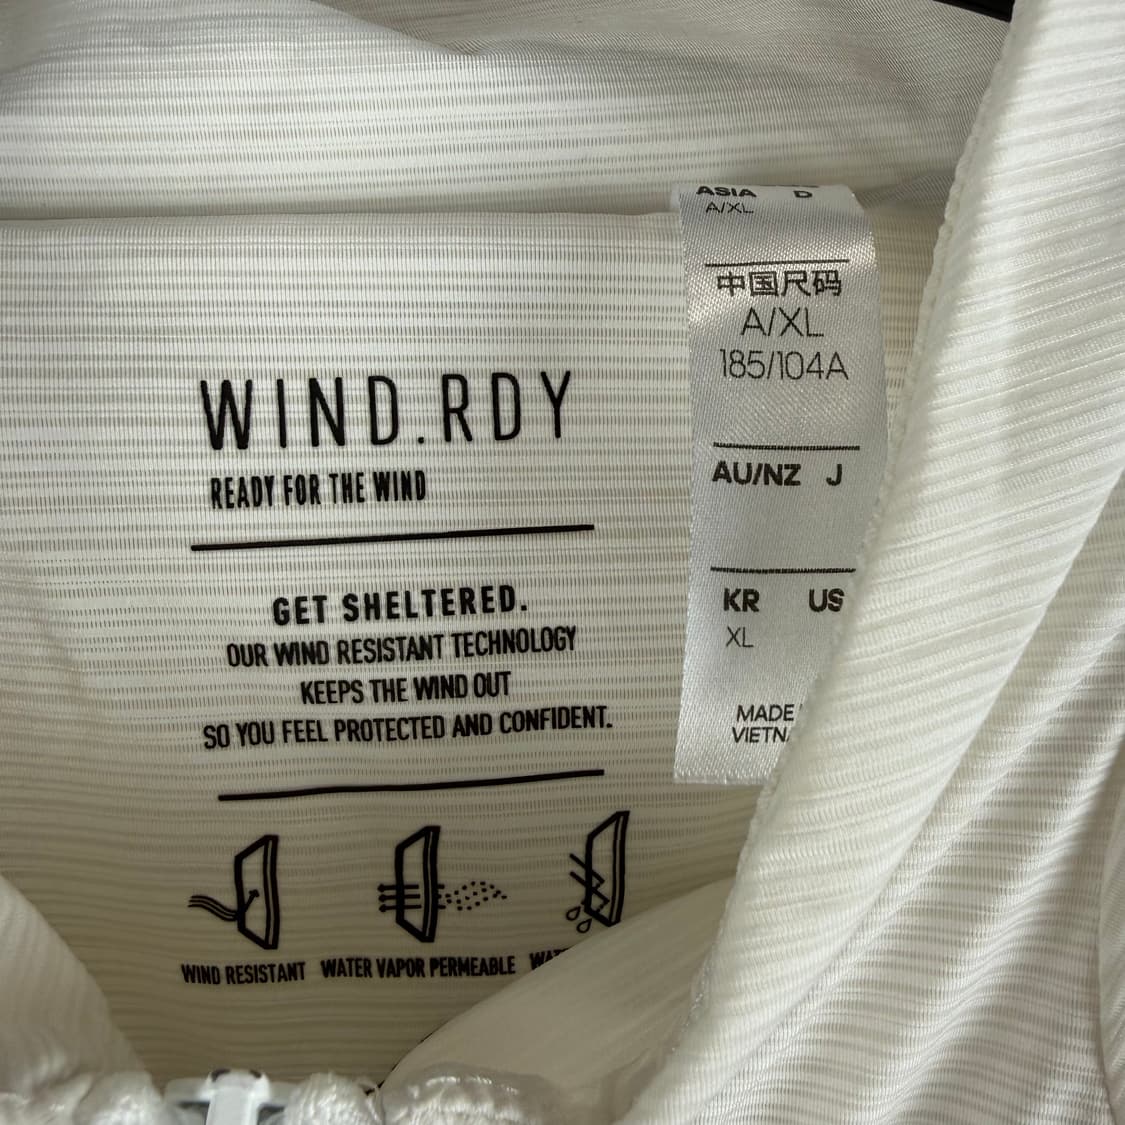 WIND.RDY
READY FOR THE WIND
GET SHELTERED.
OUR WIND RESISTANT TECHNOLOGY
KEEPS THE WIND OUT
SO YOU FEEL PROTECTED AND CONFIDENT.
WIND RESISTANT WATER VAPOR PERMEABLE
ASIA D
A/XL
中国尺码
A/XL
185/104A
AU/NZ J
KR US
XL
MADE